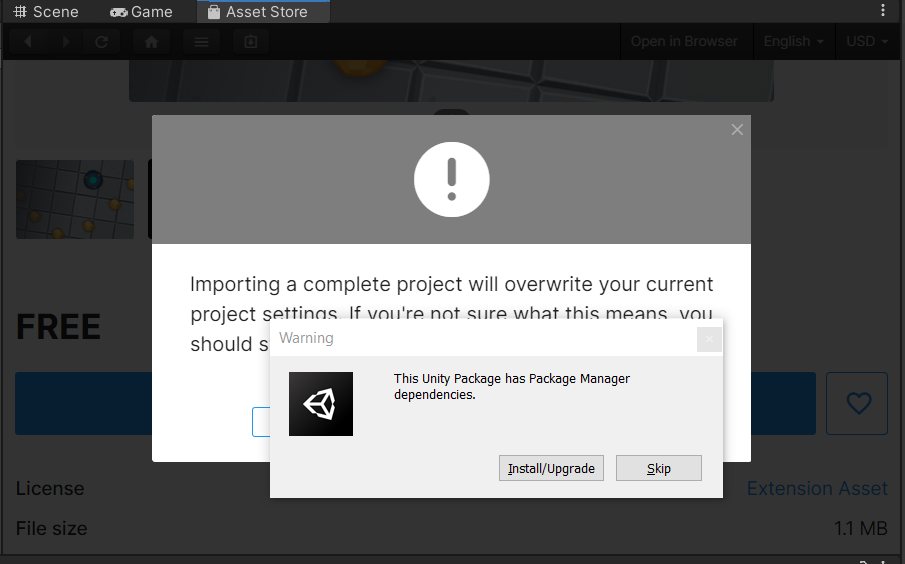 Scene
Game
Asset Store
Open in Browser
English
USD
Importing a complete project will overwrite your current
project settings. If you're not sure what this means, you
should s
Warning
This Unity Package has Package Manager
dependencies.
Install/Upgrade
Skip
FREE
License
Extension Asset
File size
1.1 MB